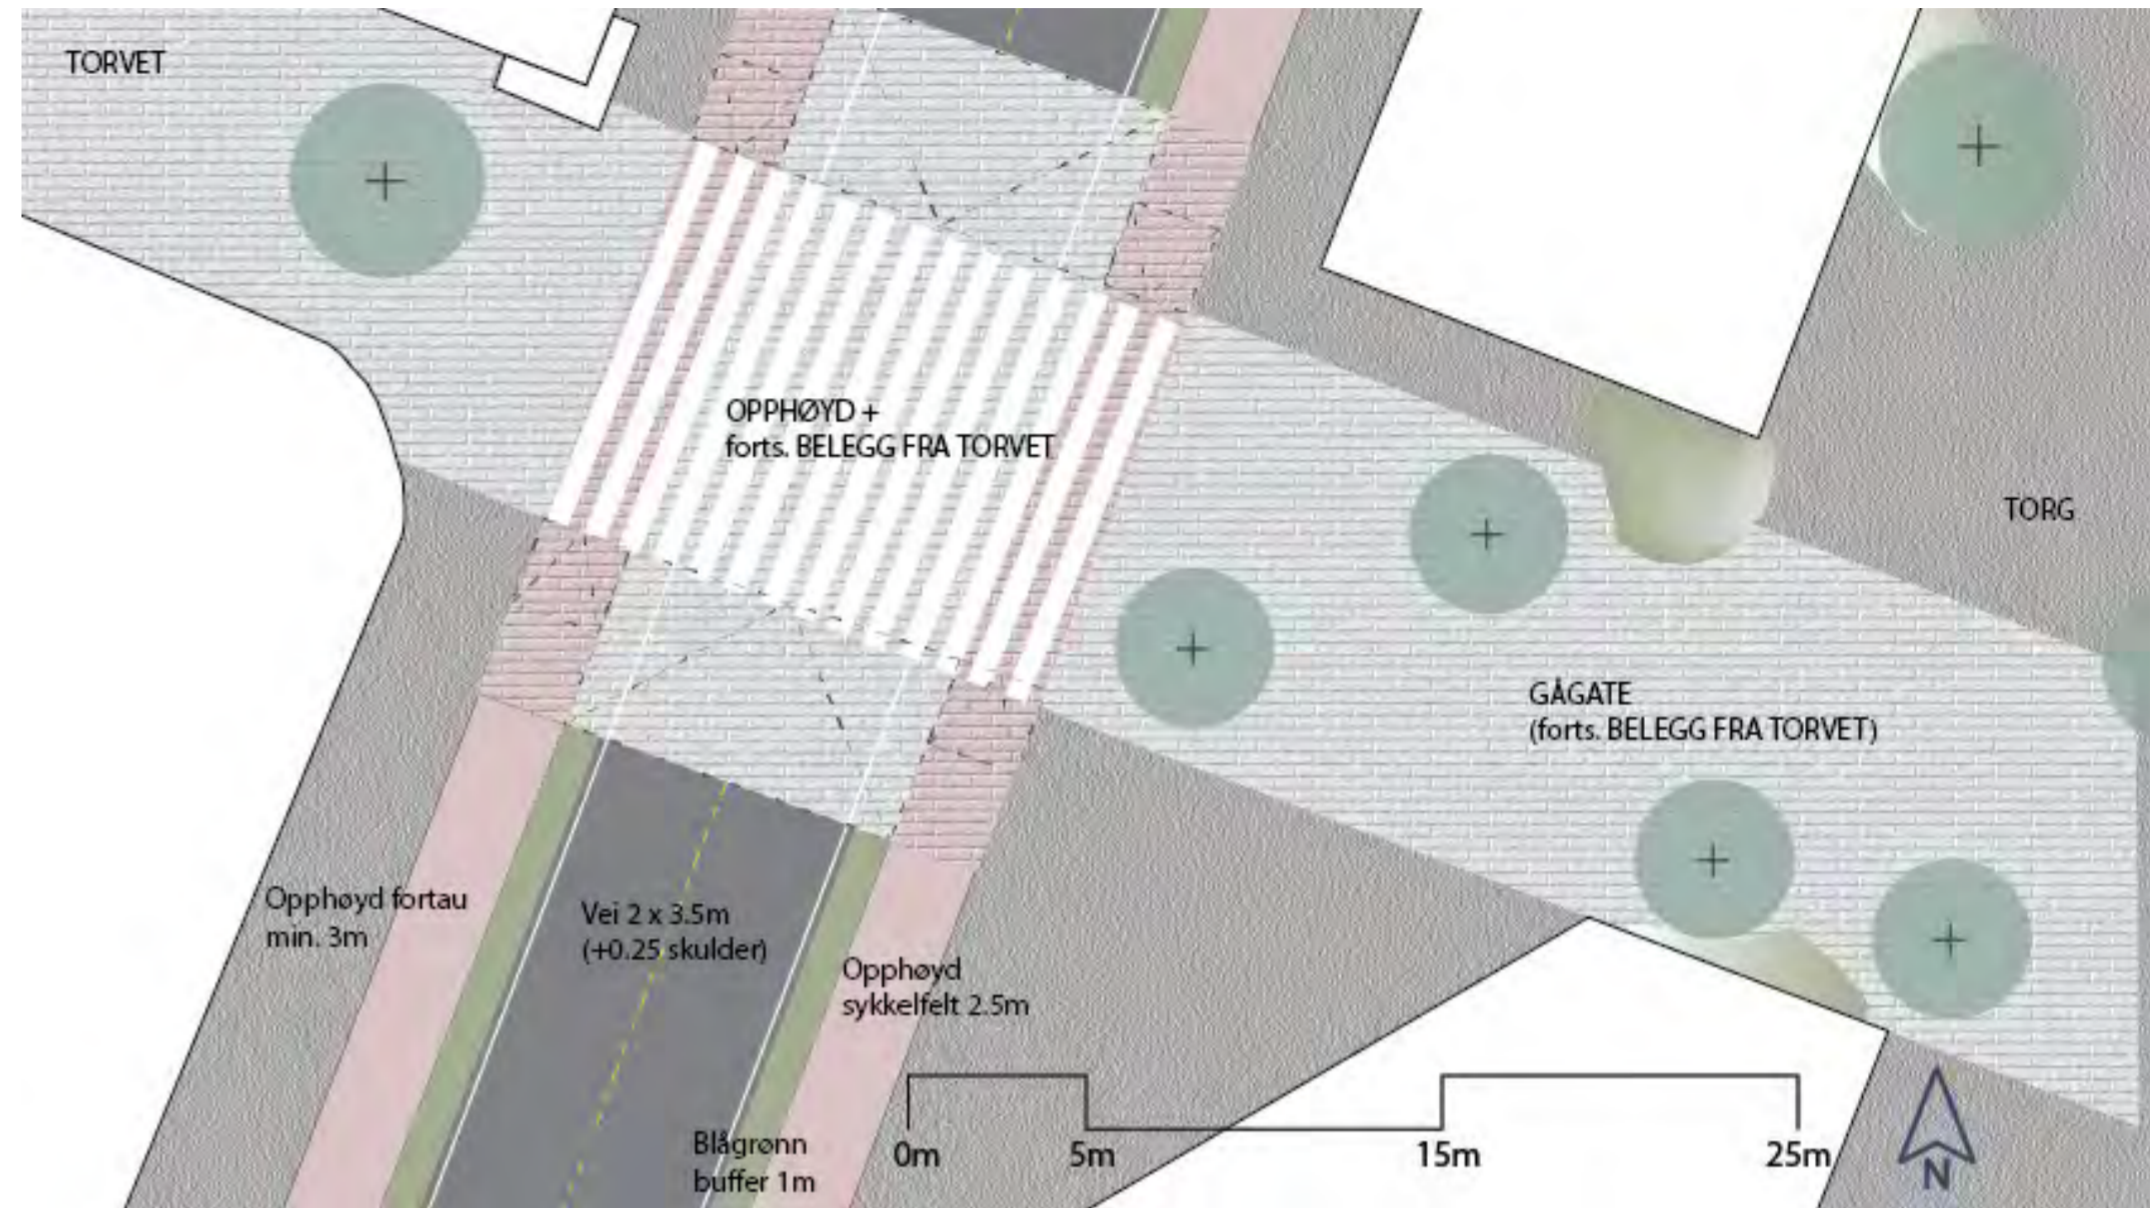 TORVET
OPPHØYD +
forts. BELEGG FRA TORVET
TORG
GÅGATE
(forts. BELEGG FRA TORVET)
Opphøyd fortau
min. 3m
Vei 2 x 3.5m
(+0.25 skulder)
Opphøyd
sykkelfelt 2.5m
Blågrønn
buffer 1m
0m 5m 15m 25m
N